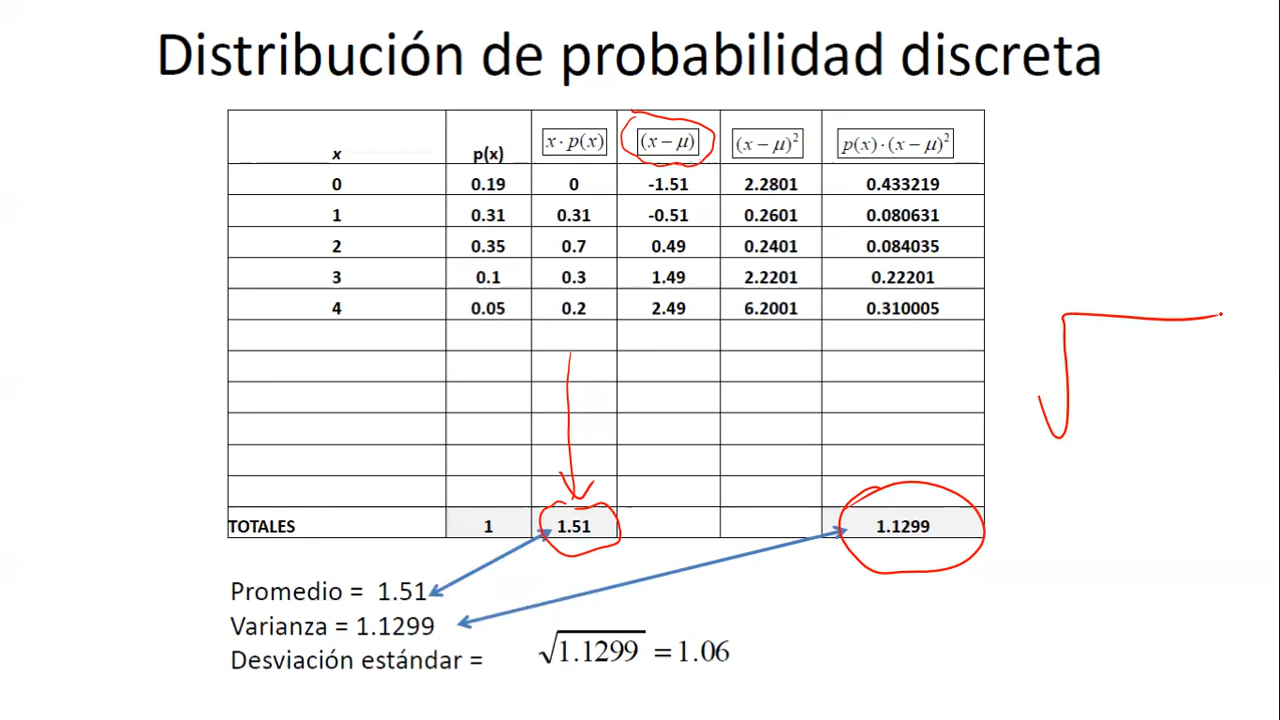 Distribución de probabilidad discreta
x p(x) x · p(x) (x − μ) (x − μ)² p(x) · (x − μ)²
0 0.19 0 -1.51 2.2801 0.433219
1 0.31 0.31 -0.51 0.2601 0.080631
2 0.35 0.7 0.49 0.2401 0.084035
3 0.1 0.3 1.49 2.2201 0.22201
4 0.05 0.2 2.49 6.2001 0.310005
TOTALES 1 1.51 1.1299
Promedio = 1.51
Varianza = 1.1299
Desviación estándar = √1.1299 = 1.06